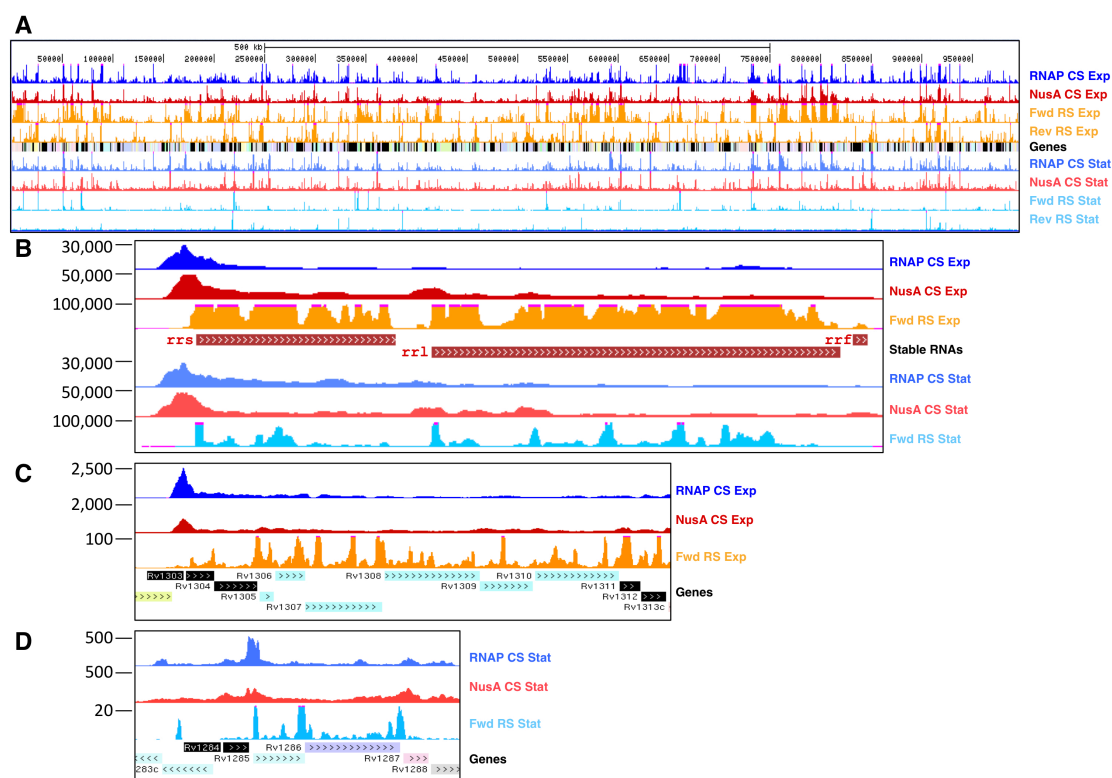 A
500 kb
50000 100000 150000 200000 250000 300000 350000 400000 450000 500000 550000 600000 650000 700000 750000 800000 850000 900000 950000
RNAP CS Exp
NusA CS Exp
Fwd RS Exp
Rev RS Exp
Genes
RNAP CS Stat
NusA CS Stat
Fwd RS Stat
Rev RS Stat
B
30,000
RNAP CS Exp
50,000
NusA CS Exp
100,000
Fwd RS Exp
rrs rrf
Stable RNAs
rrl
30,000
RNAP CS Stat
50,000
NusA CS Stat
100,000
Fwd RS Stat
C
2,500
RNAP CS Exp
2,000
NusA CS Exp
100
Fwd RS Exp
Rv1303 Rv1306 Rv1308 Rv1310
Rv1304 Rv1309 Rv1311
Genes
Rv1305 Rv1312
Rv1307 Rv1313c
D
500
RNAP CS Stat
500
NusA CS Stat
20
Fwd RS Stat
Rv1284 Rv1286
Rv1285 Rv1287
Genes
283c Rv1288